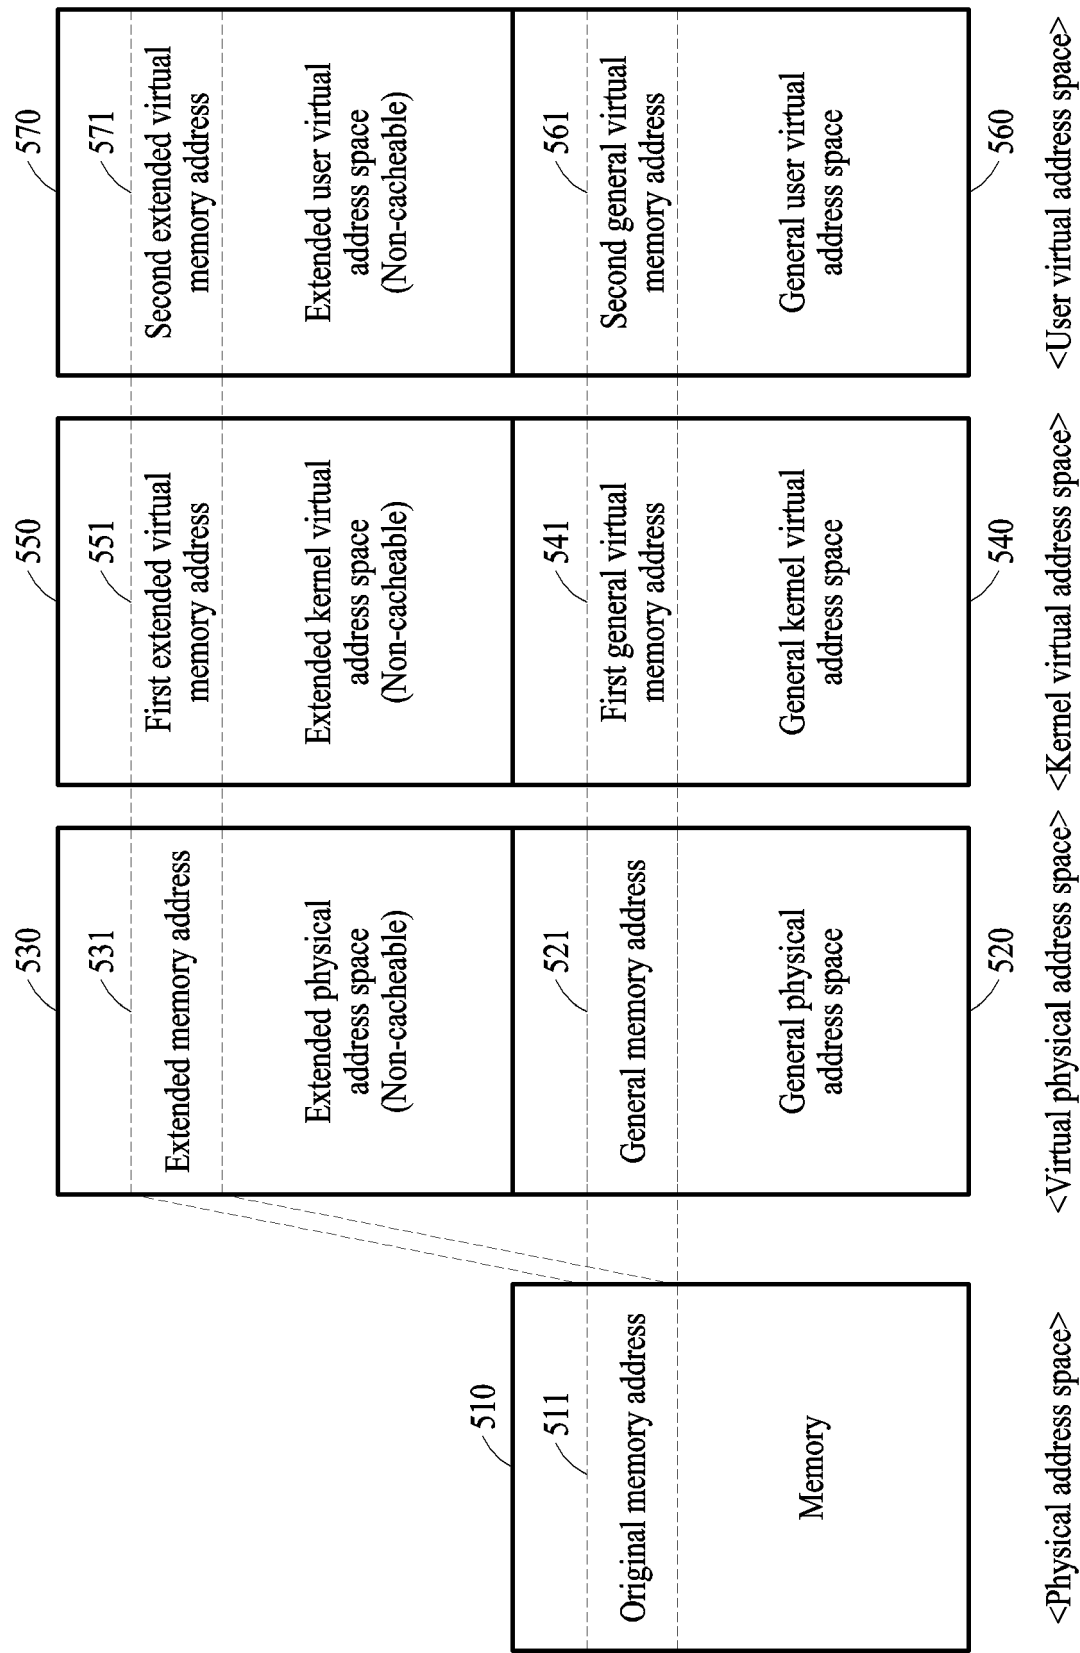 510
511
Original memory address
Memory
<Physical address space>
530
531
Extended memory address
Extended physical
address space
(Non-cacheable)
521
General memory address
General physical
address space
520
<Virtual physical address space>
550
551
First extended virtual
memory address
Extended kernel virtual
address space
(Non-cacheable)
541
First general virtual
memory address
General kernel virtual
address space
540
<Kernel virtual address space>
570
571
Second extended virtual
memory address
Extended user virtual
address space
(Non-cacheable)
561
Second general virtual
memory address
General user virtual
address space
560
<User virtual address space>